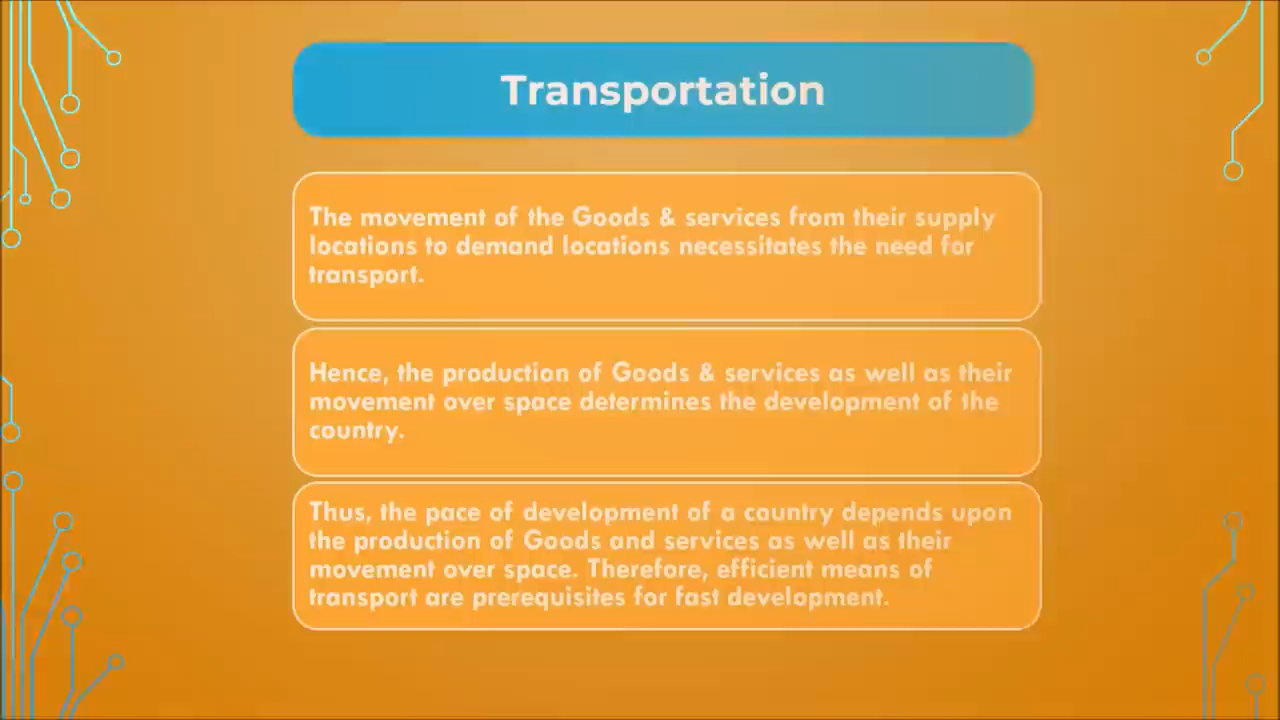 Transportation
The movement of the Goods & services from their supply
locations to demand locations necessitates the need for
transport.
Hence, the production of Goods & services as well as their
movement over space determines the development of the
country.
Thus, the pace of development of a country depends upon
the production of Goods and services as well as their
movement over space. Therefore, efficient means of
transport are prerequisites for fast development.